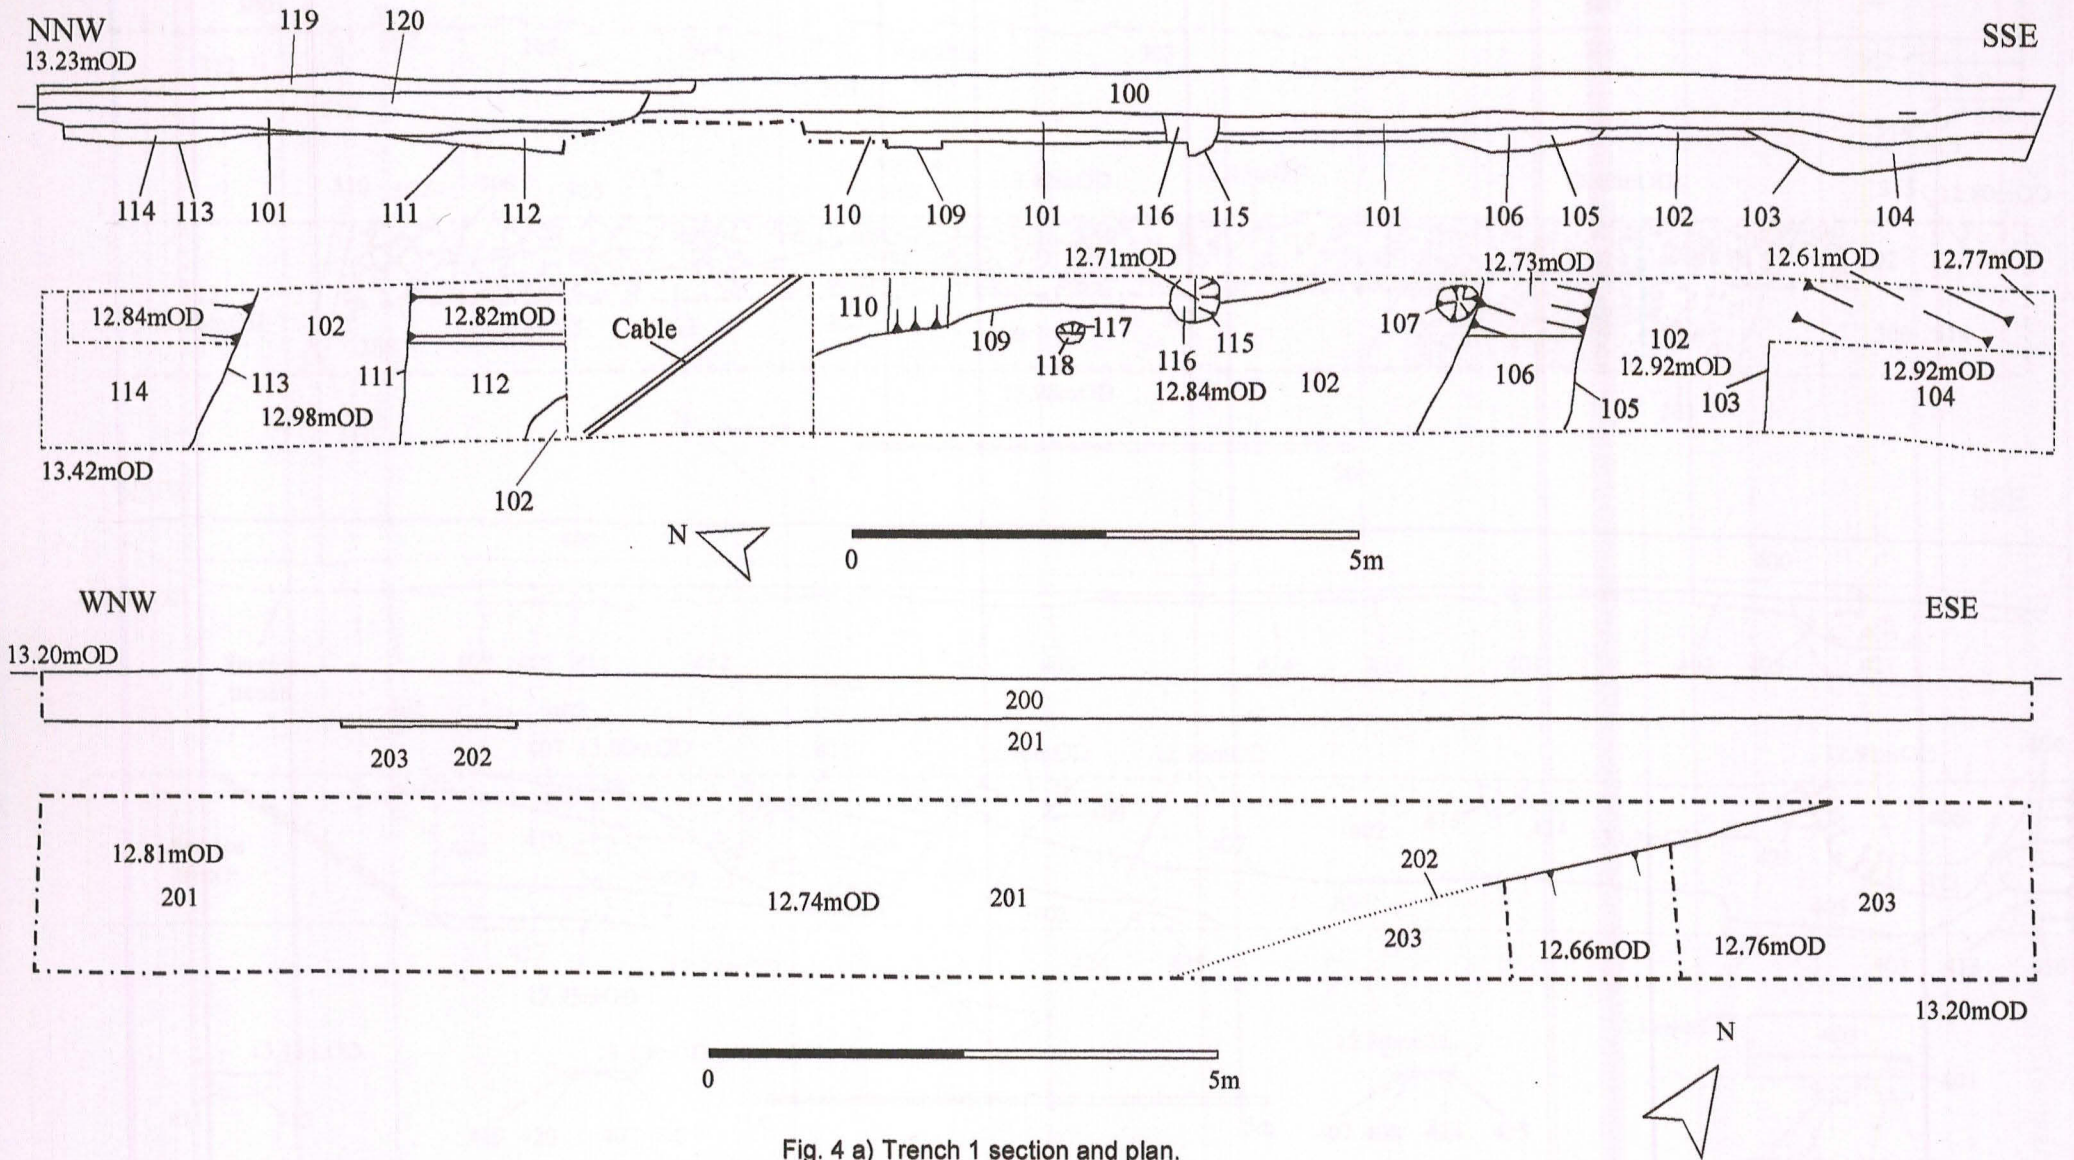 NNW 119 120 SSE
13.23mOD
100
114 113 101 111 112 110 109 101 116 115 101 106 105 102 103 104
12.71mOD 12.73mOD 12.61mOD 12.77mOD
12.84mOD 102 12.82mOD Cable 110 109 117 107 102
114 113 111 112 118 116 115 106 12.92mOD 12.92mOD
12.98mOD 12.84mOD 102 105 103 104
13.42mOD
102
N
0 5m
WNW ESE
13.20mOD
200
203 202 201
12.81mOD 202
201 12.74mOD 201 203
203 12.66mOD 12.76mOD
13.20mOD
N
0 5m
Fig. 4 a) Trench 1 section and plan.